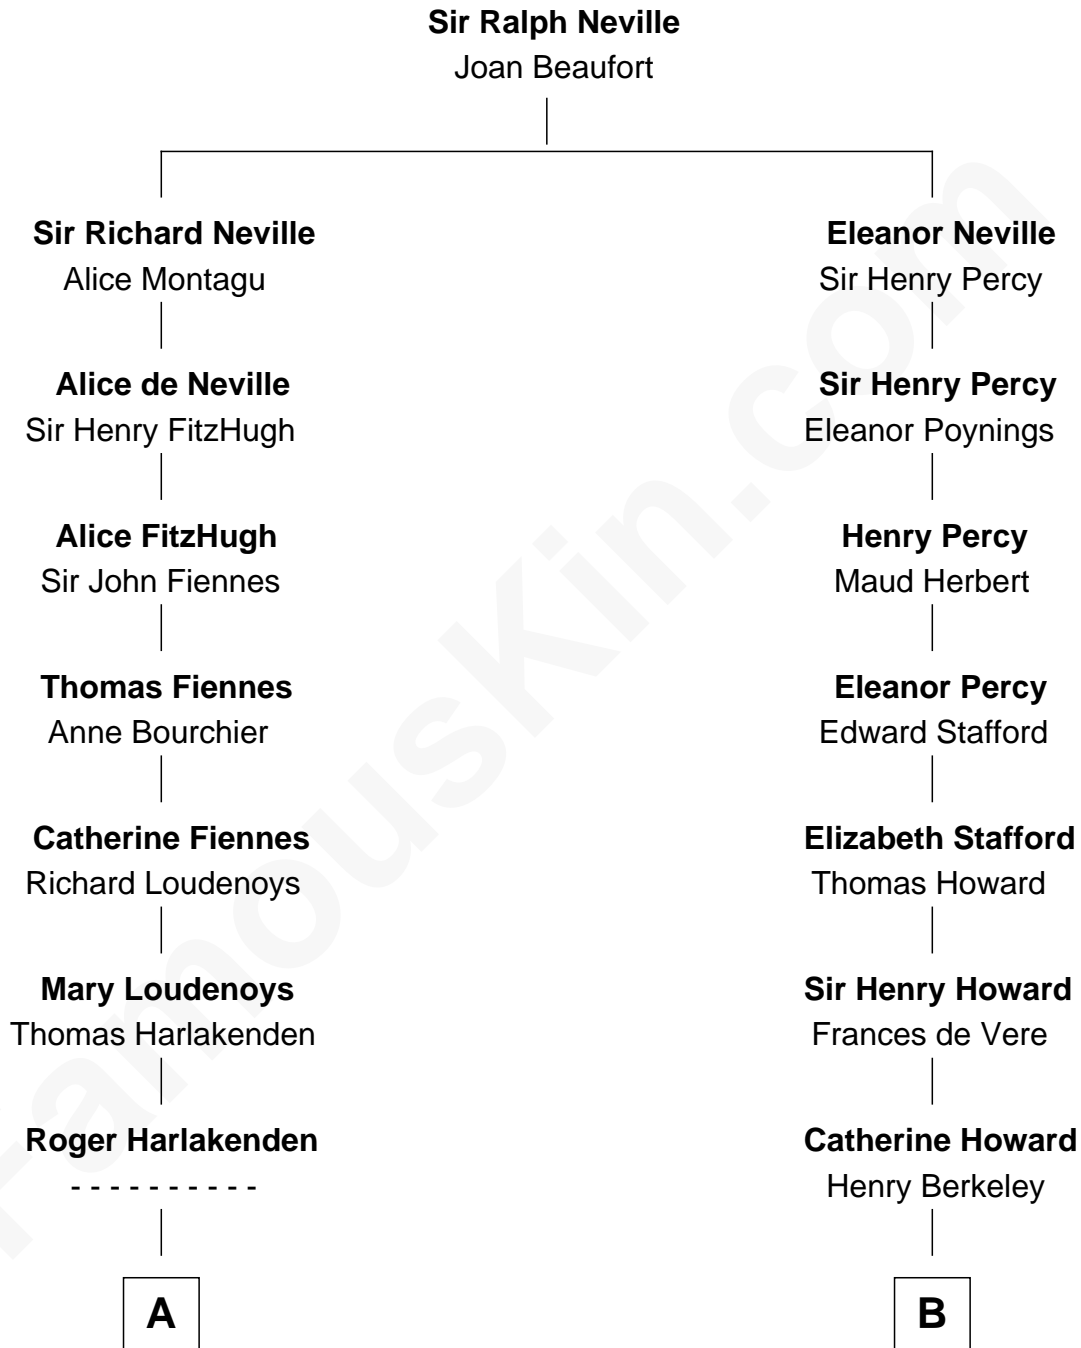 Sir Ralph Neville
Joan Beaufort
Sir Richard Neville
Alice Montagu
Eleanor Neville
Sir Henry Percy
Alice de Neville
Sir Henry FitzHugh
Sir Henry Percy
Eleanor Poynings
Alice FitzHugh
Sir John Fiennes
Henry Percy
Maud Herbert
Thomas Fiennes
Anne Bourchier
Eleanor Percy
Edward Stafford
Catherine Fiennes
Richard Loudenoys
Elizabeth Stafford
Thomas Howard
Mary Loudenoys
Thomas Harlakenden
Sir Henry Howard
Frances de Vere
Roger Harlakenden
- - - - - - - - - -
Catherine Howard
Henry Berkeley
A
B
FamousKin.com